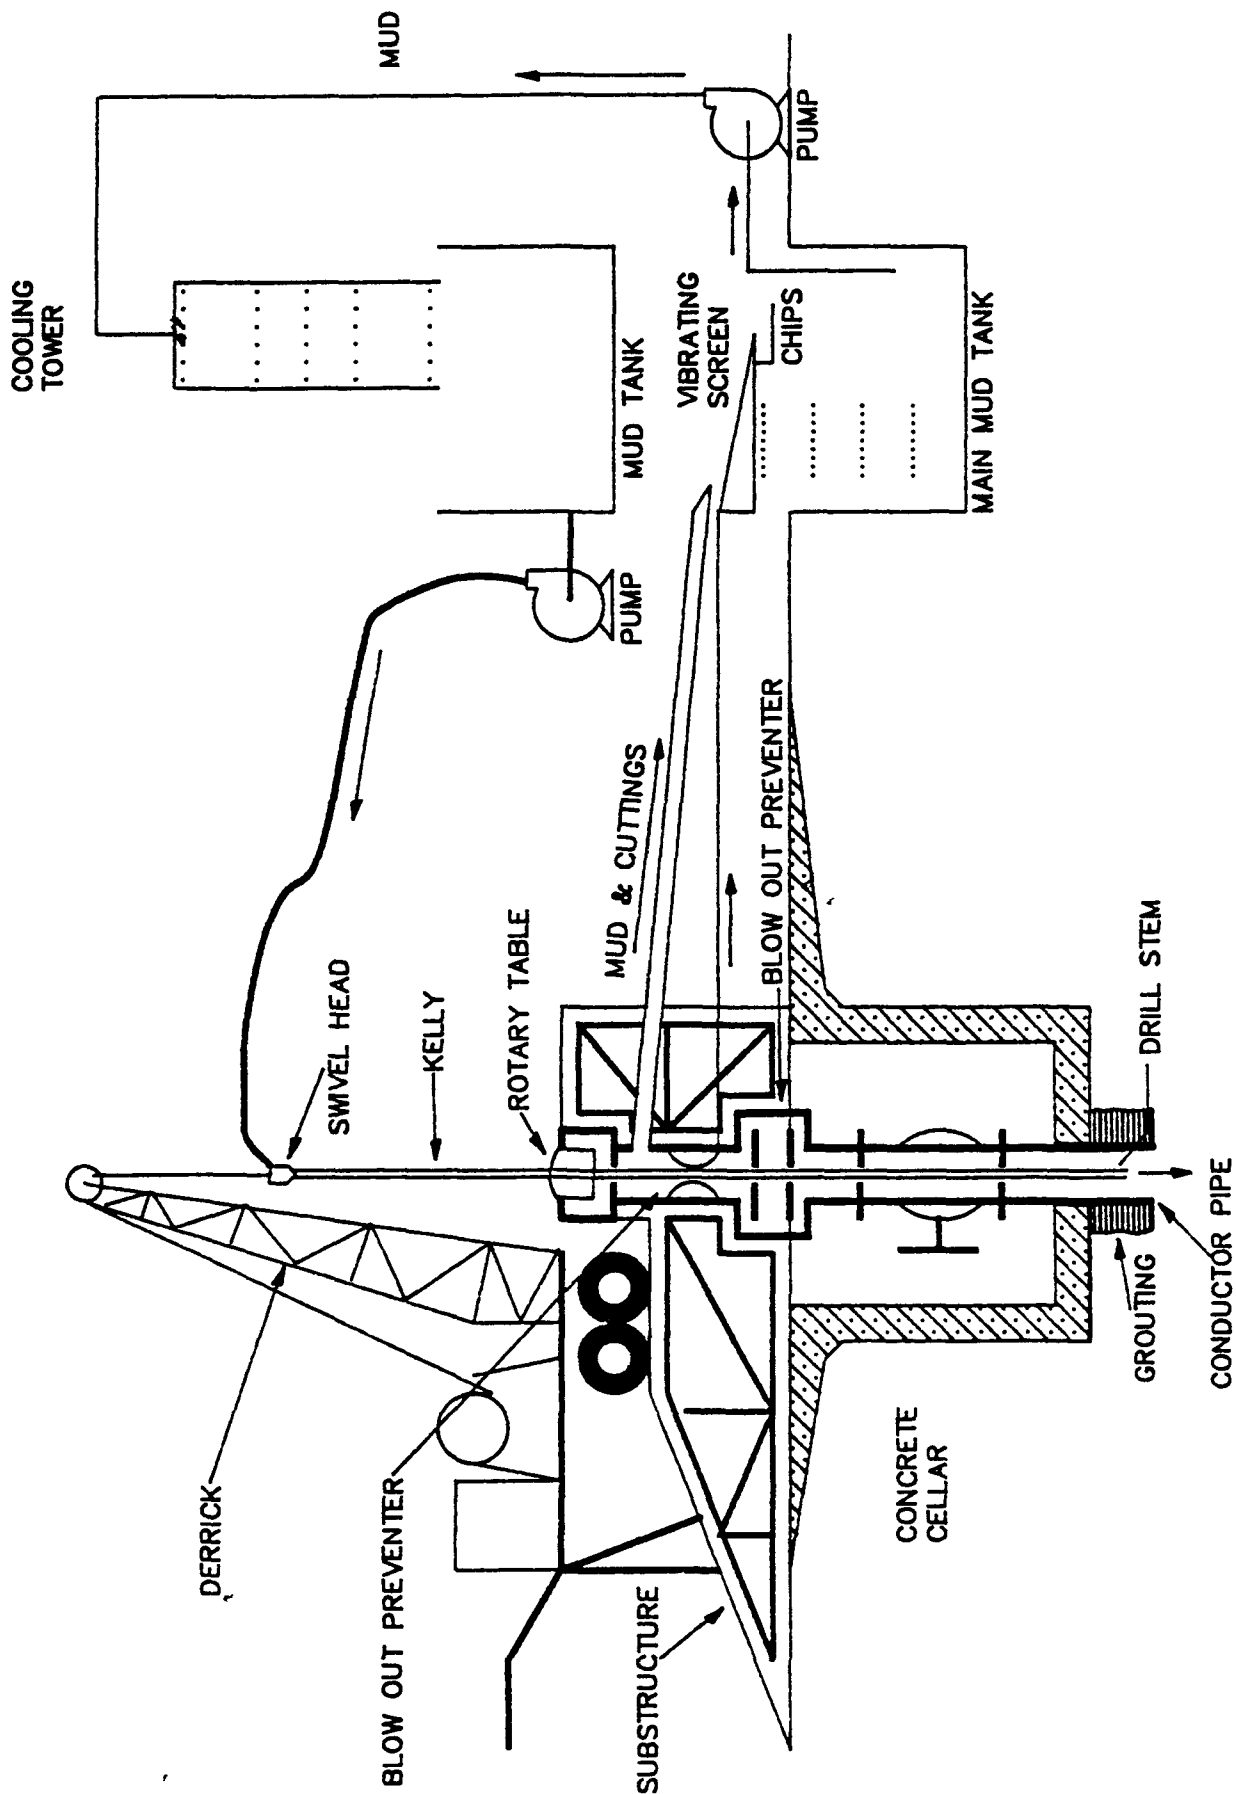 COOLING
TOWER
MUD
DERRICK
SWIVEL HEAD
KELLY
ROTARY TABLE
BLOW OUT PREVENTER
SUBSTRUCTURE
MUD & CUTTINGS
PUMP
MUD TANK
VIBRATING
SCREEN
CHIPS
PUMP
BLOW OUT PREVENTER
MAIN MUD TANK
CONCRETE
CELLAR
DRILL STEM
GROUTING
CONDUCTOR PIPE